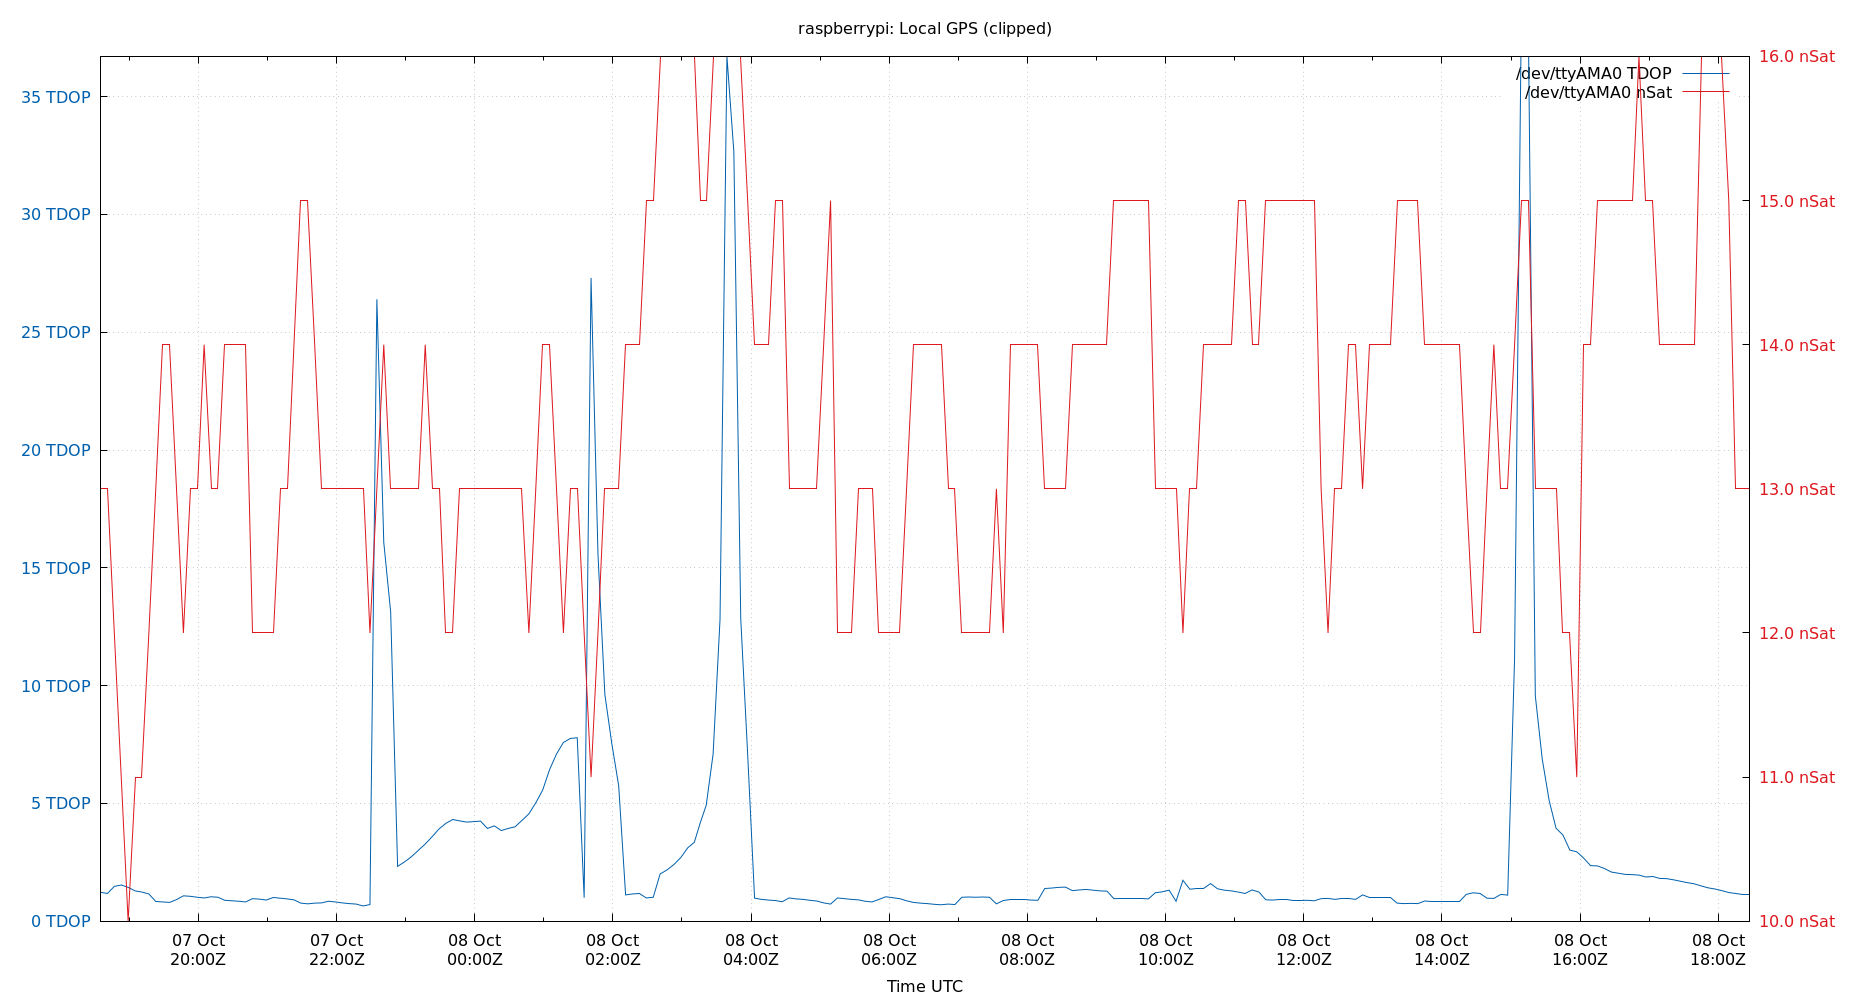 raspberrypi: Local GPS (clipped)
/dev/ttyAMA0 TDOP
/dev/ttyAMA0 nSat
35 TDOP
30 TDOP
25 TDOP
20 TDOP
15 TDOP
10 TDOP
5 TDOP
0 TDOP
16.0 nSat
15.0 nSat
14.0 nSat
13.0 nSat
12.0 nSat
11.0 nSat
10.0 nSat
07 Oct
20:00Z
07 Oct
22:00Z
08 Oct
00:00Z
08 Oct
02:00Z
08 Oct
04:00Z
08 Oct
06:00Z
08 Oct
08:00Z
08 Oct
10:00Z
08 Oct
12:00Z
08 Oct
14:00Z
08 Oct
16:00Z
08 Oct
18:00Z
Time UTC